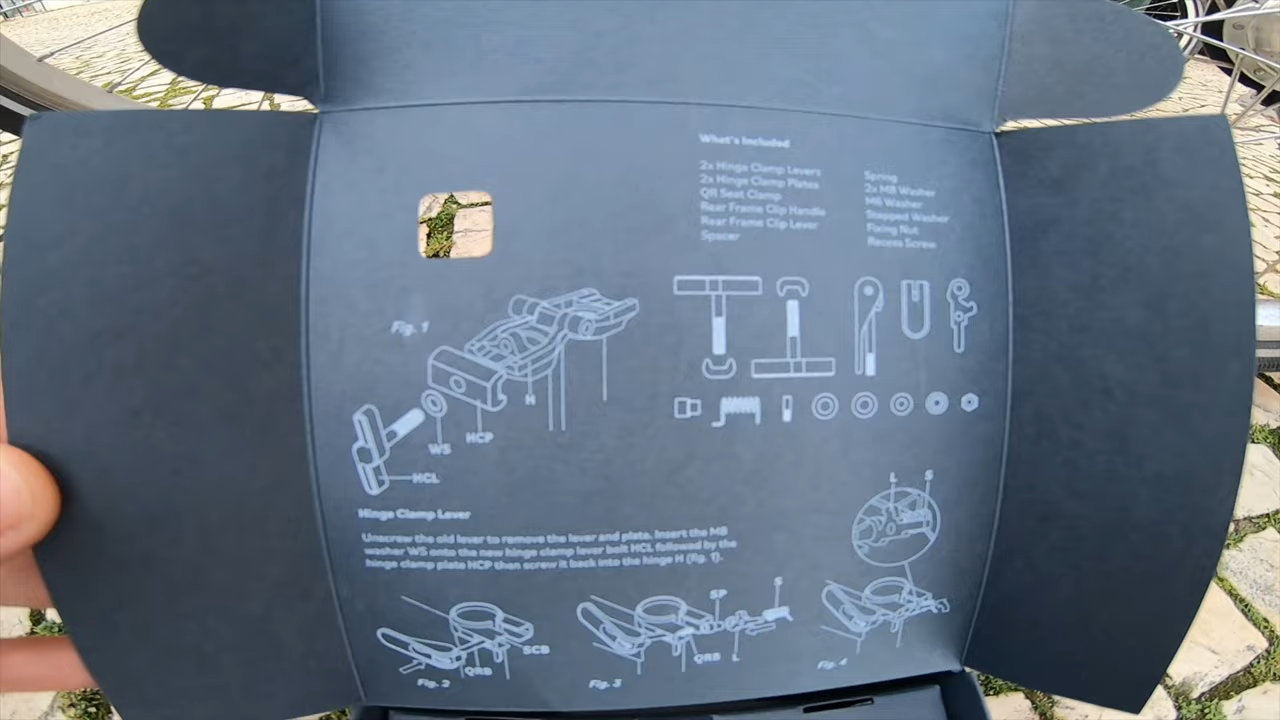 What's Included
2x Hinge Clamp Levers
2x Hinge Clamp Plates
QR Seat Clamp
Rear Frame Clip Handle
Rear Frame Clip Lever
Spacer
Spring
2x M8 Washer
M6 Washer
Stepped Washer
Fixing Nut
Recess Screw
Fig. 1
H
HCP
WS
HCL
Hinge Clamp Lever
Unscrew the old lever to remove the lever and plate. Insert the M8
washer WS onto the new hinge clamp lever bolt HCL followed by the
hinge clamp plate HCP then screw it back into the hinge H (fig. 1).
L S
SCB
QRB
Fig. 2
SP
S
QRB
L
Fig. 3
Fig. 4